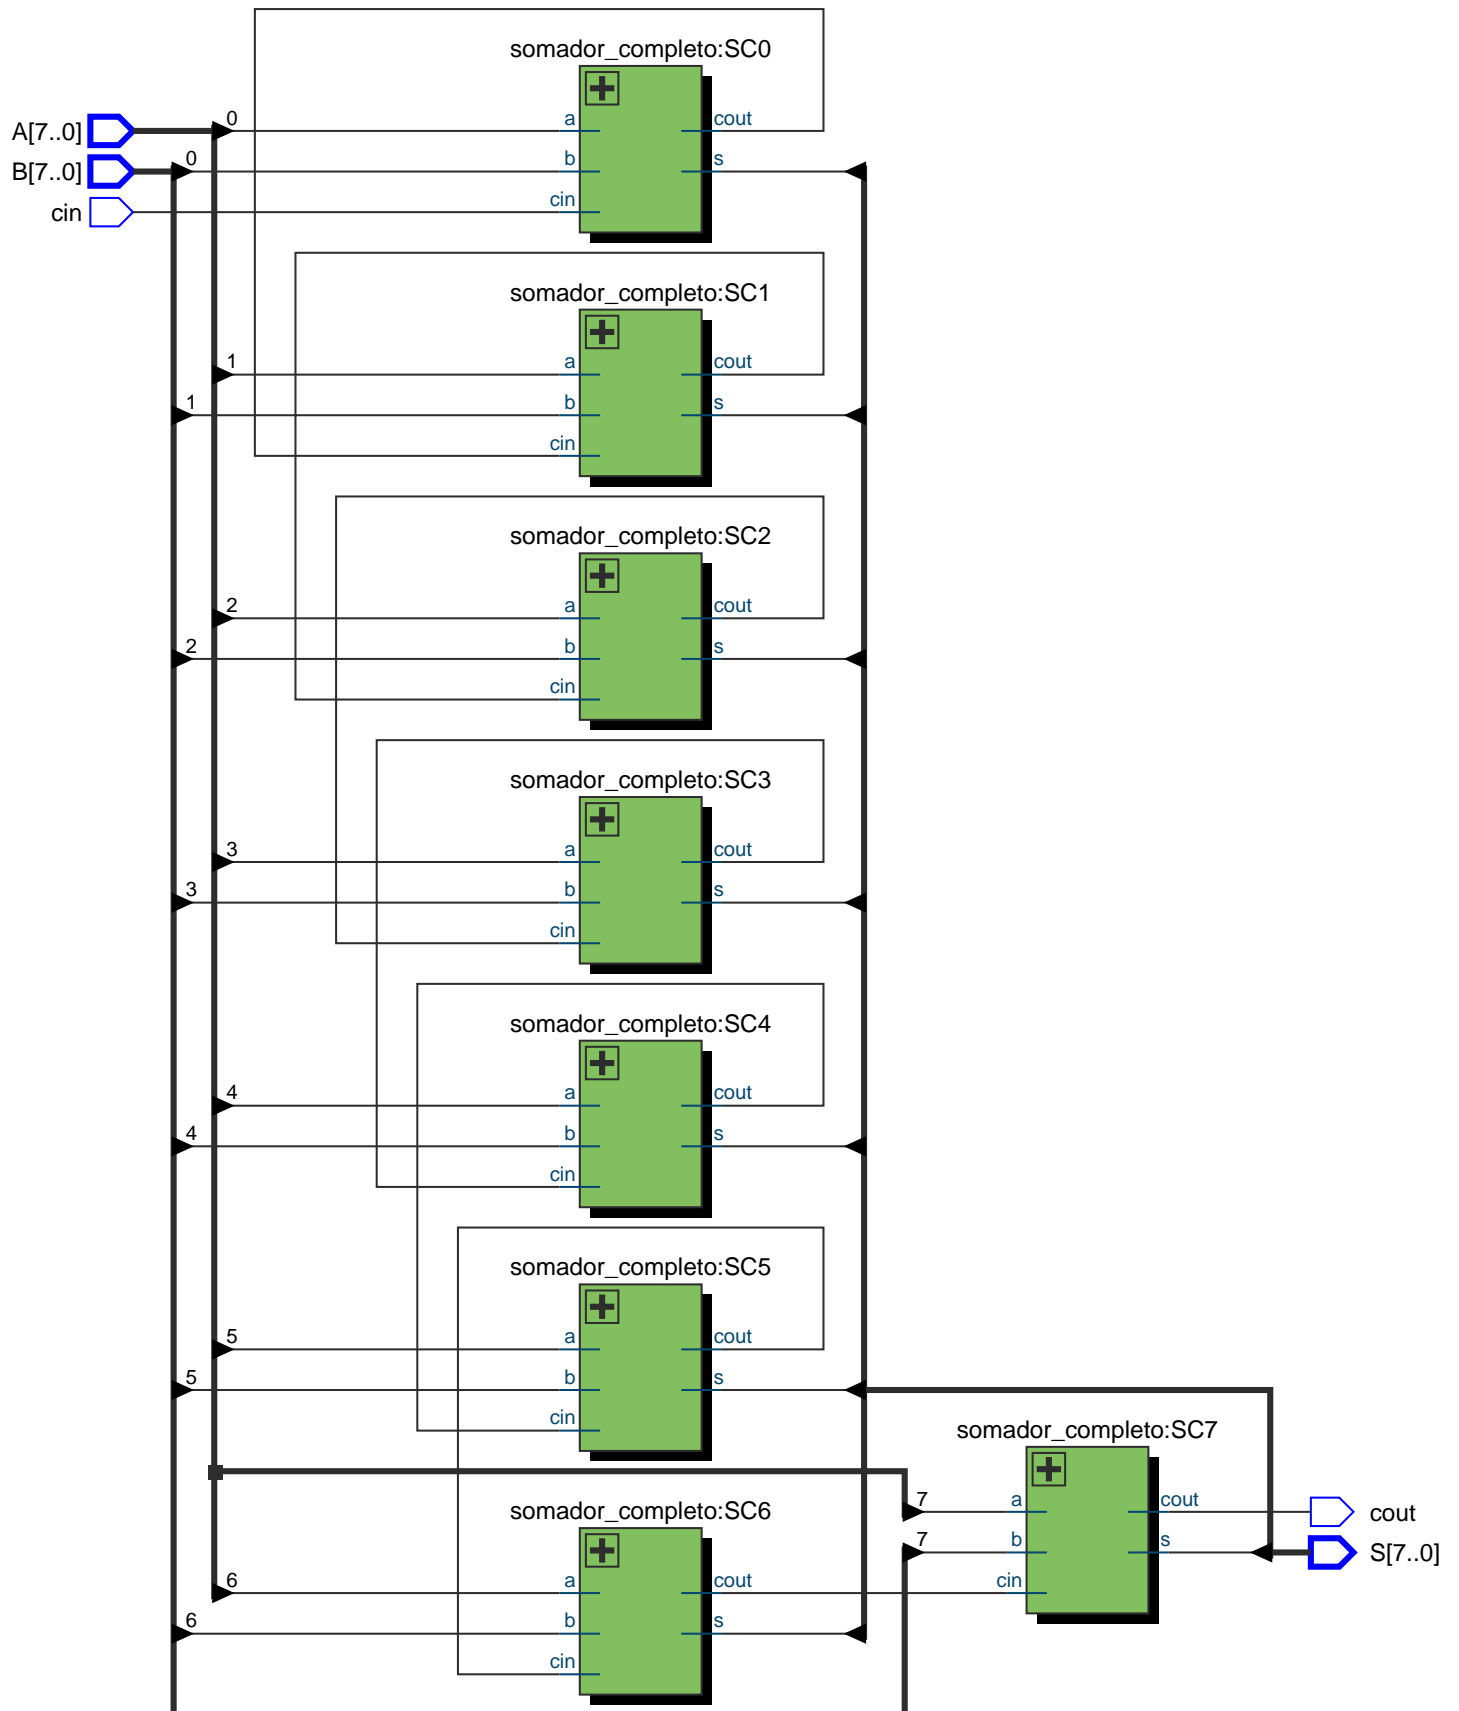 somador_completo:SC0
0
a
cout
A[7..0]
0
b
s
B[7..0]
cin
cin
somador_completo:SC1
1
a
cout
1
b
s
cin
somador_completo:SC2
2
a
cout
2
b
s
cin
somador_completo:SC3
3
a
cout
3
b
s
cin
somador_completo:SC4
4
a
cout
4
b
s
cin
somador_completo:SC5
5
a
cout
5
b
s
cin
somador_completo:SC7
7
a
cout
cout
7
b
s
S[7..0]
cin
somador_completo:SC6
6
a
cout
6
b
s
cin